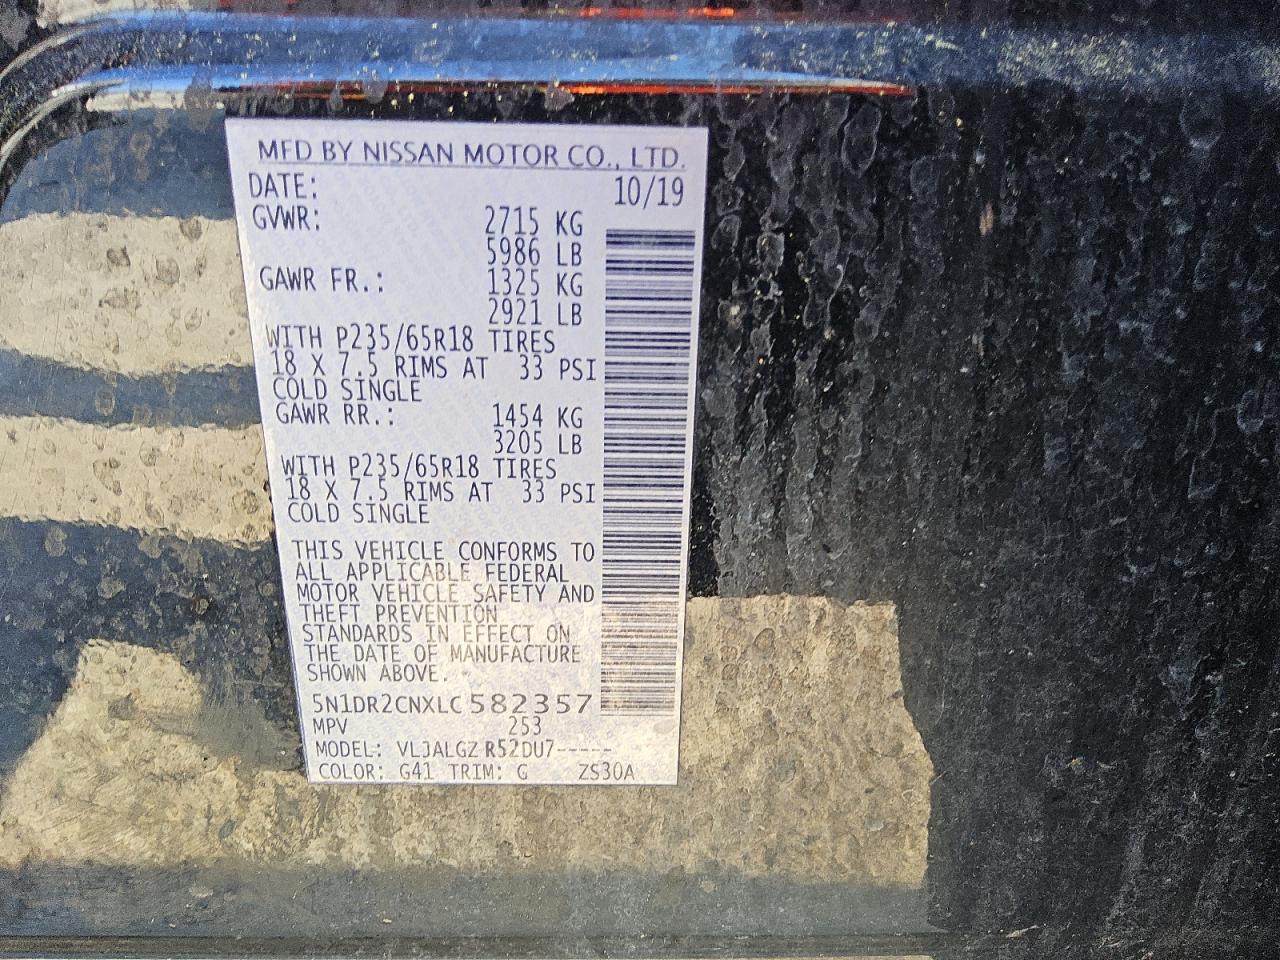 MFD BY NISSAN MOTOR CO., LTD.
DATE: 10/19
GVWR: 2715 KG
5986 LB
GAWR FR.: 1325 KG
2921 LB
WITH P235/65R18 TIRES
18 X 7.5 RIMS AT 33 PSI
COLD SINGLE
GAWR RR.: 1454 KG
3205 LB
WITH P235/65R18 TIRES
18 X 7.5 RIMS AT 33 PSI
COLD SINGLE
THIS VEHICLE CONFORMS TO
ALL APPLICABLE FEDERAL
MOTOR VEHICLE SAFETY AND
THEFT PREVENTION
STANDARDS IN EFFECT ON
THE DATE OF MANUFACTURE
SHOWN ABOVE.
5N1DR2CNXLC582357
MPV 253
MODEL: VLJALGZ R52DU7-----
COLOR: G41 TRIM: G ZS30A